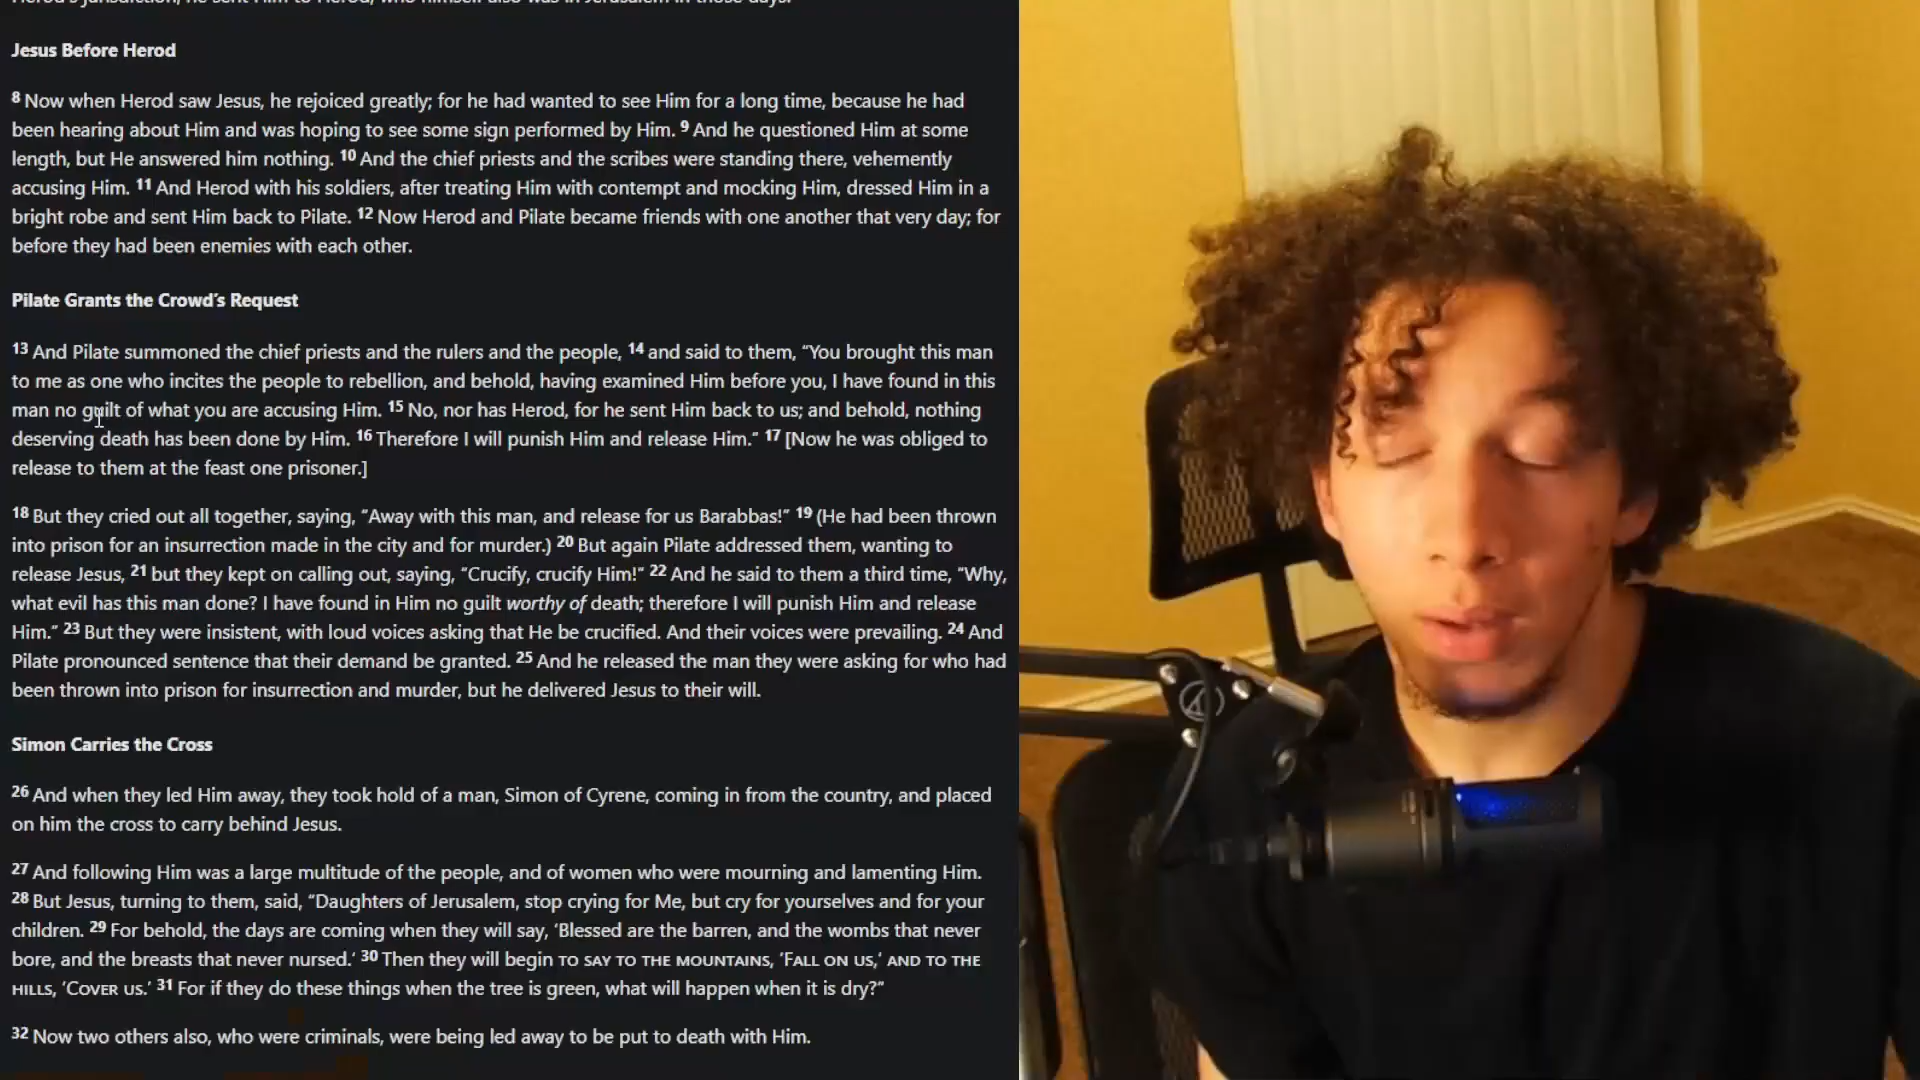 Herod's jurisdiction, he sent Him to Herod, who himself also was in Jerusalem in those days.
Jesus Before Herod
8 Now when Herod saw Jesus, he rejoiced greatly; for he had wanted to see Him for a long time, because he had
been hearing about Him and was hoping to see some sign performed by Him. 9 And he questioned Him at some
length, but He answered him nothing. 10 And the chief priests and the scribes were standing there, vehemently
accusing Him. 11 And Herod with his soldiers, after treating Him with contempt and mocking Him, dressed Him in a
bright robe and sent Him back to Pilate. 12 Now Herod and Pilate became friends with one another that very day; for
before they had been enemies with each other.
Pilate Grants the Crowd’s Request
13 And Pilate summoned the chief priests and the rulers and the people, 14 and said to them, “You brought this man
to me as one who incites the people to rebellion, and behold, having examined Him before you, I have found in this
man no guilt of what you are accusing Him. 15 No, nor has Herod, for he sent Him back to us; and behold, nothing
deserving death has been done by Him. 16 Therefore I will punish Him and release Him.” 17 [Now he was obliged to
release to them at the feast one prisoner.]
18 But they cried out all together, saying, “Away with this man, and release for us Barabbas!” 19 (He had been thrown
into prison for an insurrection made in the city and for murder.) 20 But again Pilate addressed them, wanting to
release Jesus, 21 but they kept on calling out, saying, “Crucify, crucify Him!” 22 And he said to them a third time, “Why,
what evil has this man done? I have found in Him no guilt worthy of death; therefore I will punish Him and release
Him.” 23 But they were insistent, with loud voices asking that He be crucified. And their voices were prevailing. 24 And
Pilate pronounced sentence that their demand be granted. 25 And he released the man they were asking for who had
been thrown into prison for insurrection and murder, but he delivered Jesus to their will.
Simon Carries the Cross
26 And when they led Him away, they took hold of a man, Simon of Cyrene, coming in from the country, and placed
on him the cross to carry behind Jesus.
27 And following Him was a large multitude of the people, and of women who were mourning and lamenting Him.
28 But Jesus, turning to them, said, “Daughters of Jerusalem, stop crying for Me, but cry for yourselves and for your
children. 29 For behold, the days are coming when they will say, ‘Blessed are the barren, and the wombs that never
bore, and the breasts that never nursed.’ 30 Then they will begin TO SAY TO THE MOUNTAINS, ‘FALL ON US,’ AND TO THE
HILLS, ‘COVER US.’ 31 For if they do these things when the tree is green, what will happen when it is dry?”
32 Now two others also, who were criminals, were being led away to be put to death with Him.